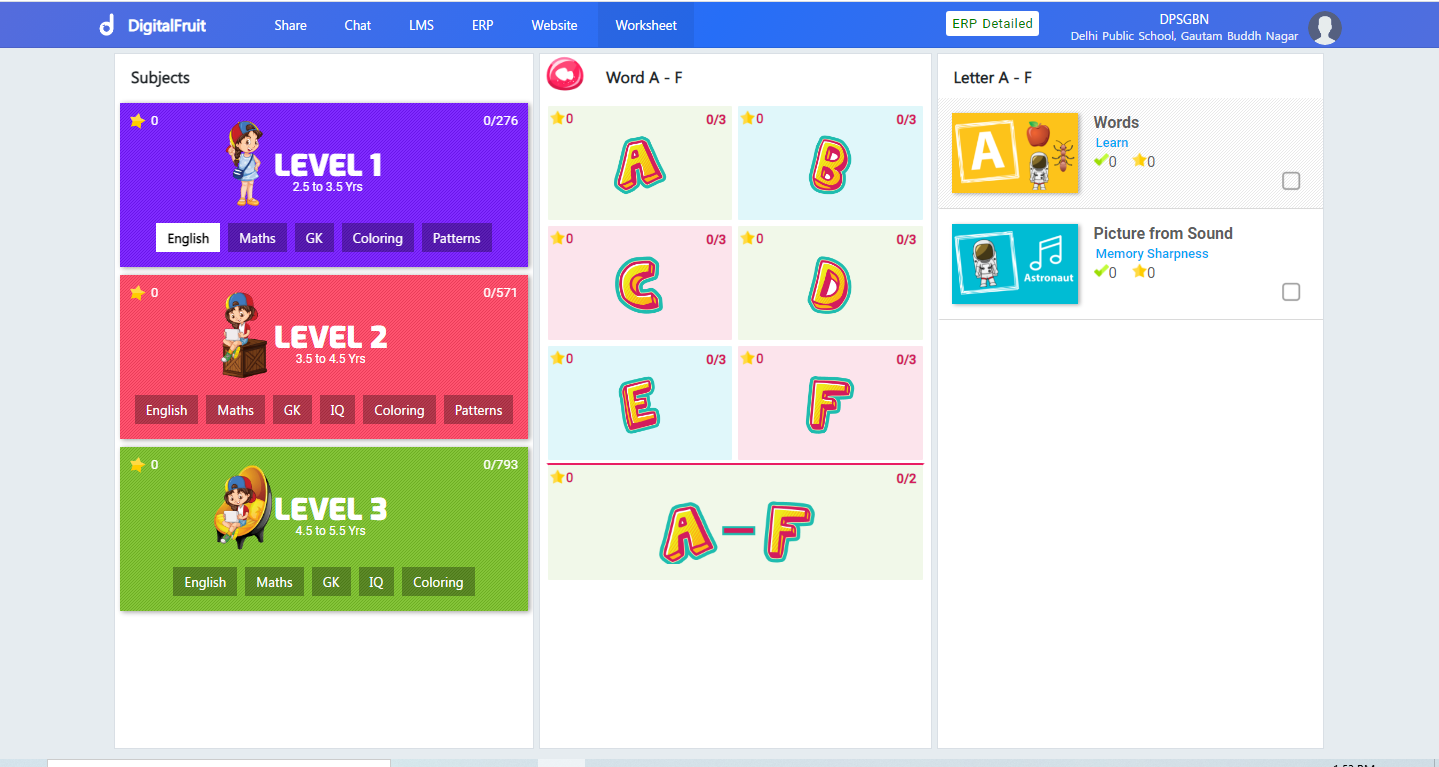 DigitalFruit
Share Chat LMS ERP Website Worksheet
ERP Detailed
DPSGBN
Delhi Public School, Gautam Buddh Nagar
Subjects
0 0/276
LEVEL 1
2.5 to 3.5 Yrs
English Maths GK Coloring Patterns
0 0/571
LEVEL 2
3.5 to 4.5 Yrs
English Maths GK IQ Coloring Patterns
0 0/793
LEVEL 3
4.5 to 5.5 Yrs
English Maths GK IQ Coloring
Word A - F
0 0/3
A
0 0/3
B
0 0/3
C
0 0/3
D
0 0/3
E
0 0/3
F
0 0/2
A – F
Letter A - F
A
Words
Learn
0 0
Astronaut
Picture from Sound
Memory Sharpness
0 0